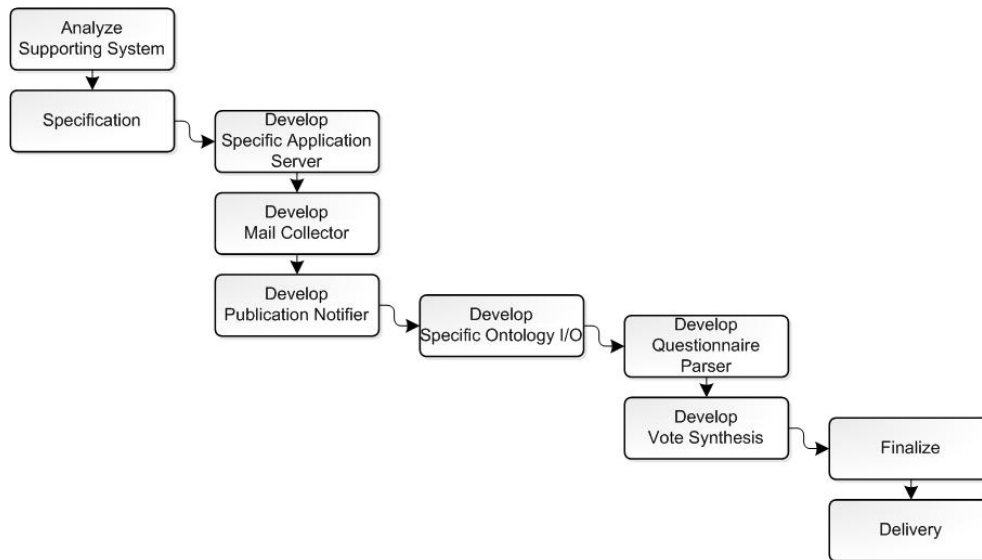 Analyze
Supporting System
Specification
Develop
Specific Application
Server
Develop
Mail Collector
Develop
Publication Notifier
Develop
Specific Ontology I/O
Develop
Questionnaire
Parser
Develop
Vote Synthesis
Finalize
Delivery